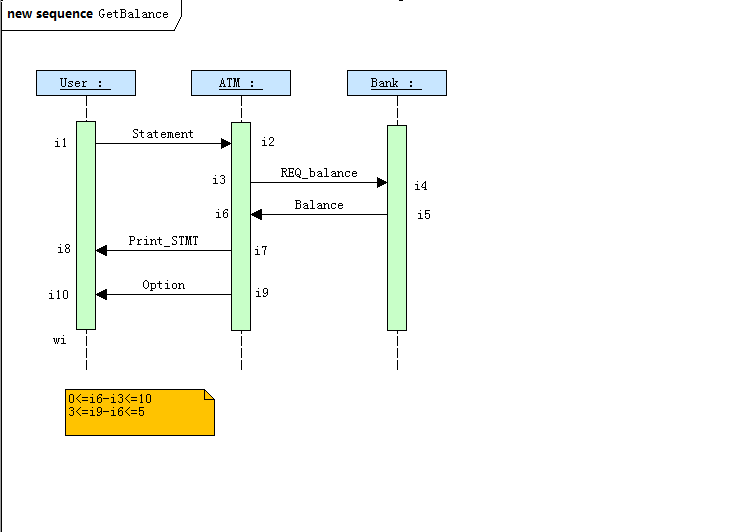 new sequence GetBalance
User :
ATM :
Bank :
i1
Statement
i2
i3
REQ_balance
i4
i6
Balance
i5
i8
Print_STMT
i7
i10
Option
i9
wi
0<=i6-i3<=10
3<=i9-i6<=5